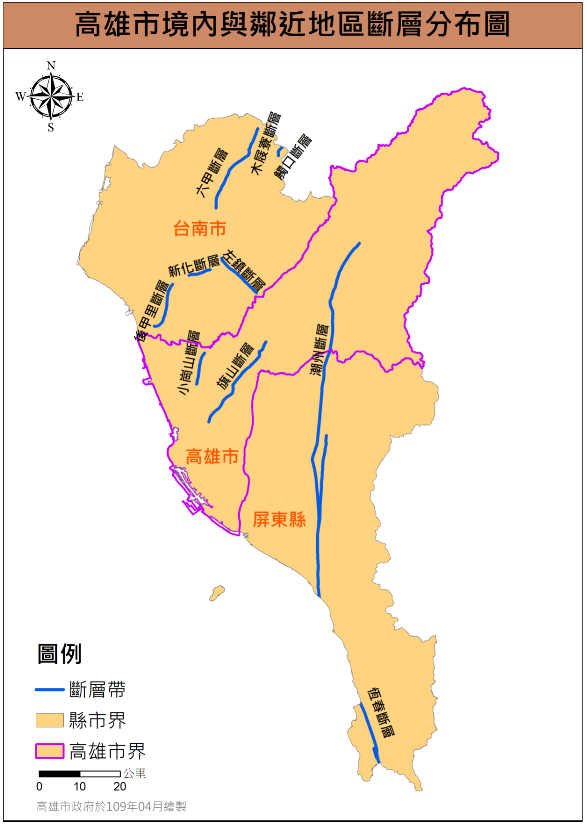 高雄市境內與鄰近地區斷層分布圖
N
W
E
S
木屐寮斷層
觸口斷層
六甲斷層
台南市
左鎮斷層
新化斷層
後甲里斷層
小崗山斷層
旗山斷層
潮州斷層
高雄市
屏東縣
恆春斷層
圖例
斷層帶
縣市界
高雄市界
公里
0 10 20
高雄市政府於109年04月繪製